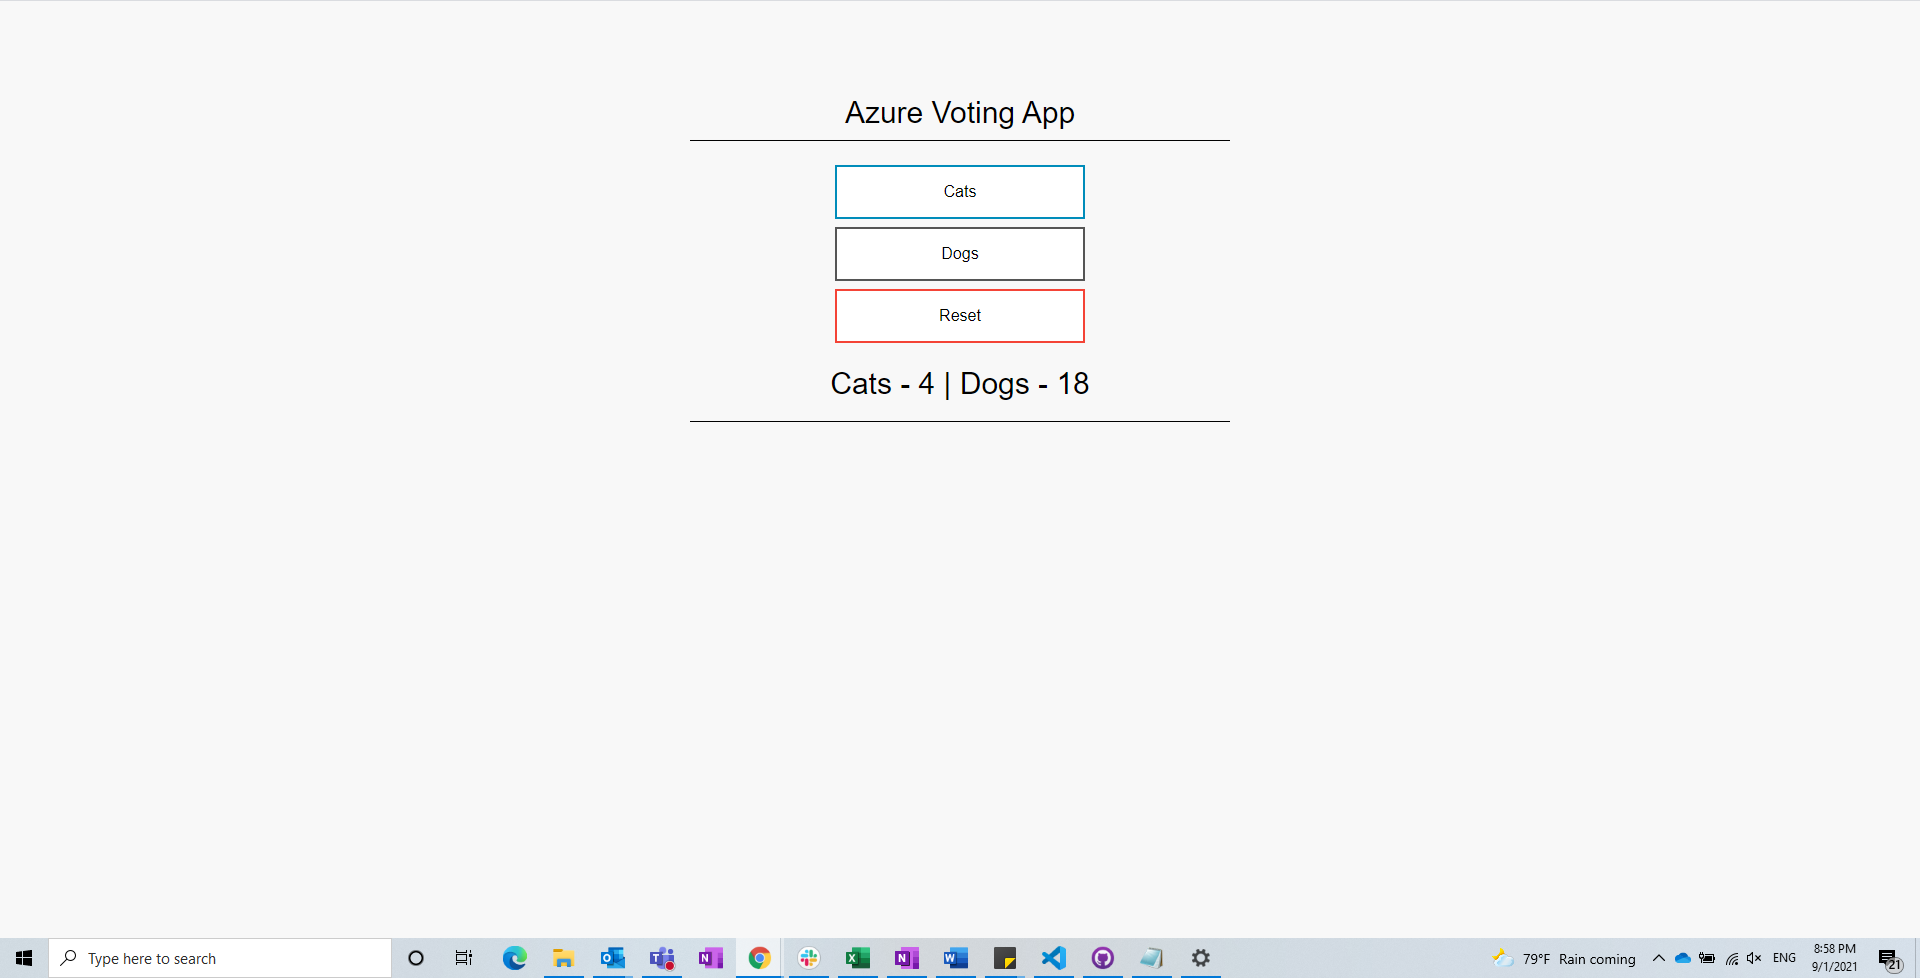 Azure Voting App
Cats
Dogs
Reset
Cats - 4 | Dogs - 18
Type here to search
79°F Rain coming
ENG
8:58 PM
9/1/2021
21